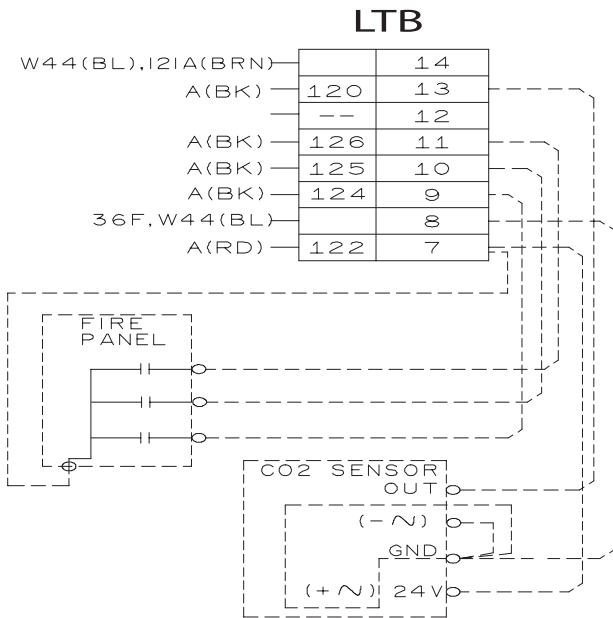 LTB
W44(BL),121A(BRN) 14
A(BK) 120 13
-- 12
A(BK) 126 11
A(BK) 125 10
A(BK) 124 9
36F,W44(BL) 8
A(RD) 122 7
FIRE
PANEL
CO2 SENSOR
OUT
(-~)
GND
(+~) 24V